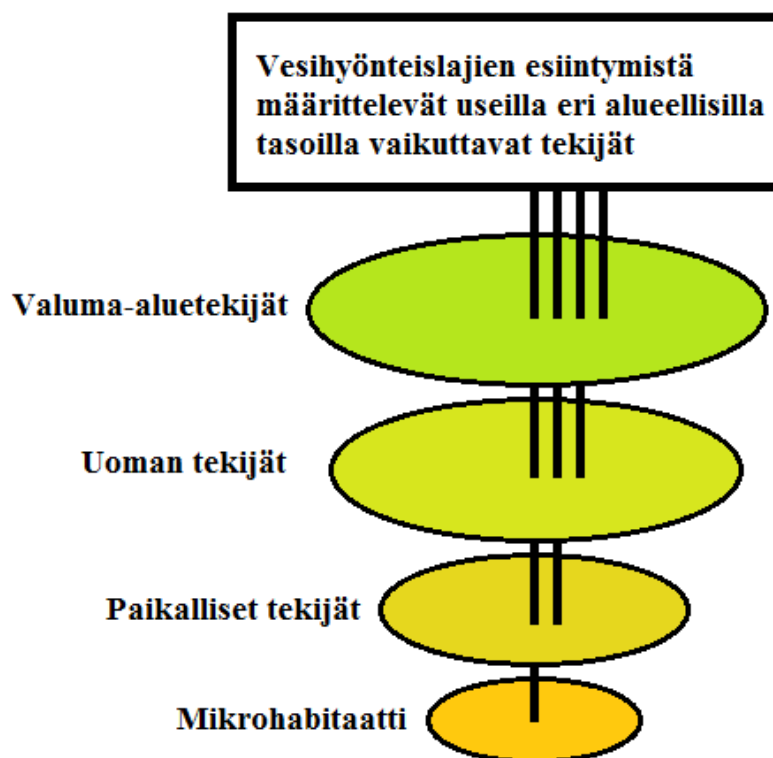 Vesihyönteislajien esiintymistä
määrittelevät useilla eri alueellisilla
tasoilla vaikuttavat tekijät
Valuma-aluetekijät
Uoman tekijät
Paikalliset tekijät
Mikrohabitaatti